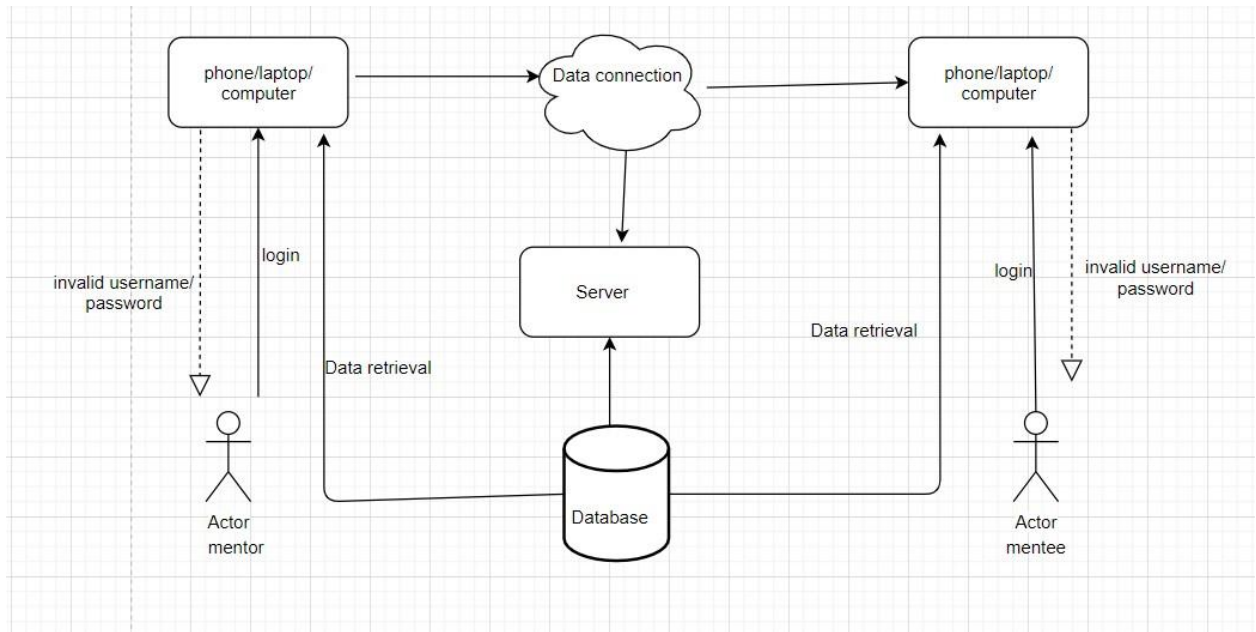 phone/laptop/
computer
Data connection
phone/laptop/
computer
login
invalid username/
password
Server
login
invalid username/
password
Data retrieval
Data retrieval
Database
Actor
mentor
Actor
mentee